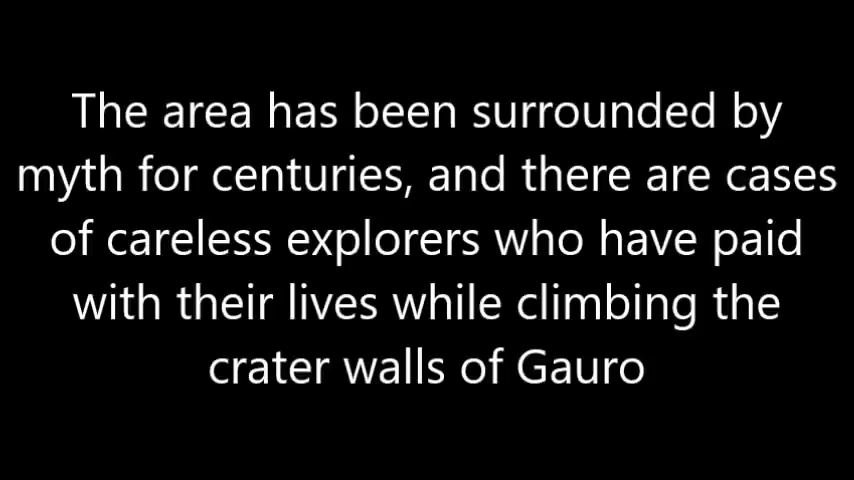 The area has been surrounded by
myth for centuries, and there are cases
of careless explorers who have paid
with their lives while climbing the
crater walls of Gauro